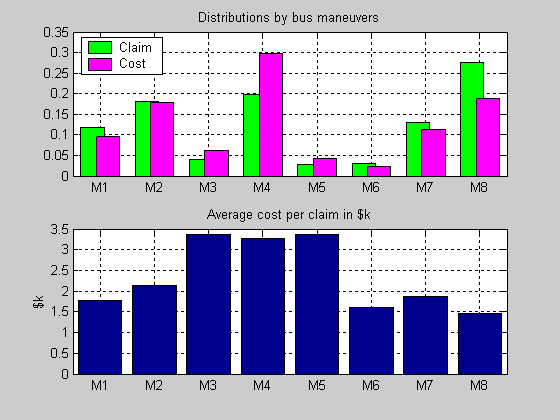 Distributions by bus maneuvers
0.35
0.3
0.25
0.2
0.15
0.1
0.05
0
Claim
Cost
M1 M2 M3 M4 M5 M6 M7 M8
Average cost per claim in $k
3.5
3
2.5
2
1.5
1
0.5
0
$k
M1 M2 M3 M4 M5 M6 M7 M8